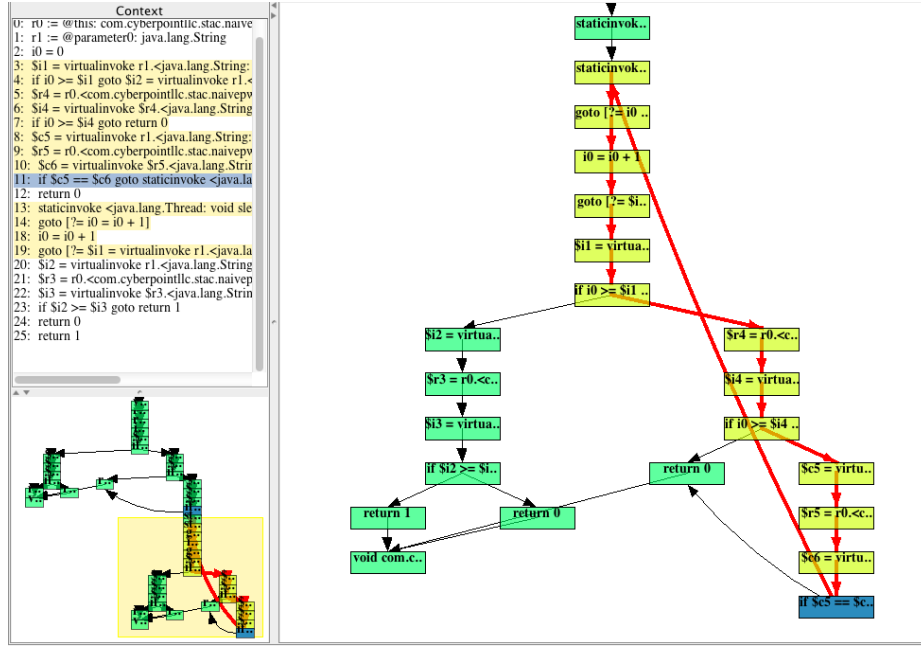 Context
0: r0 := @this: com.cyberpointllc.stac.naive
1: r1 := @parameter0: java.lang.String
2: i0 = 0
3: $i1 = virtualinvoke r1.<java.lang.String:
4: if i0 >= $i1 goto $i2 = virtualinvoke r1.<
5: $r4 = r0.<com.cyberpointllc.stac.naivepw
6: $i4 = virtualinvoke $r4.<java.lang.String
7: if i0 >= $i4 goto return 0
8: $c5 = virtualinvoke r1.<java.lang.String:
9: $r5 = r0.<com.cyberpointllc.stac.naivepw
10: $c6 = virtualinvoke $r5.<java.lang.Strin
11: if $c5 == $c6 goto staticinvoke <java.la
12: return 0
13: staticinvoke <java.lang.Thread: void sle
14: goto [?= i0 = i0 + 1]
18: i0 = i0 + 1
19: goto [?= $i1 = virtualinvoke r1.<java.la
20: $i2 = virtualinvoke r1.<java.lang.String
21: $r3 = r0.<com.cyberpointllc.stac.naivep
22: $i3 = virtualinvoke $r3.<java.lang.Strin
23: if $i2 >= $i3 goto return 1
24: return 0
25: return 1
staticinvok..
staticinvok..
goto [?= i0 ..
i0 = i0 + 1
goto [?= $i..
$i1 = virtua..
if i0 >= $i1 ..
$i2 = virtua..
$r4 = r0.<c..
$r3 = r0.<c..
$i4 = virtua..
$i3 = virtua..
if i0 >= $i4 ..
if $i2 >= $i..
return 0
$c5 = virtu..
return 1
return 0
$r5 = r0.<c..
void com.c..
$c6 = virtu..
if $c5 == $c..